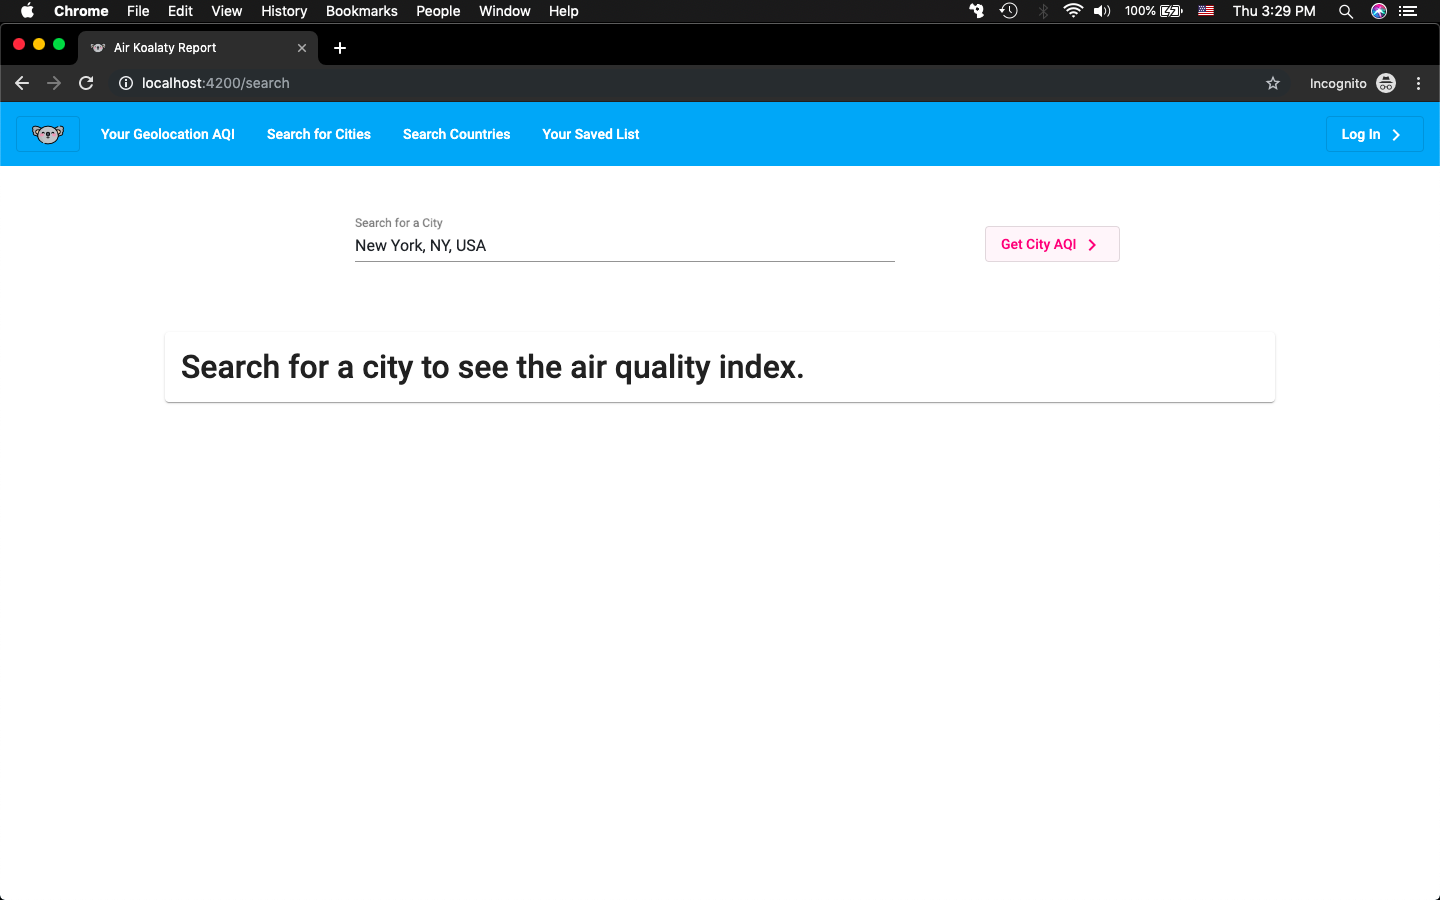 Chrome File Edit View History Bookmarks People Window Help 100% Thu 3:29 PM
Air Koalaty Report
localhost:4200/search Incognito
Your Geolocation AQI Search for Cities Search Countries Your Saved List Log In
Search for a City
New York, NY, USA
Get City AQI
Search for a city to see the air quality index.